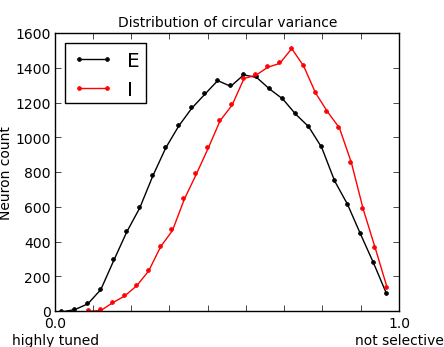 Distribution of circular variance
1600
1400
1200
1000
800
600
400
200
0
Neuron count
E
I
0.0 1.0
highly tuned not selective